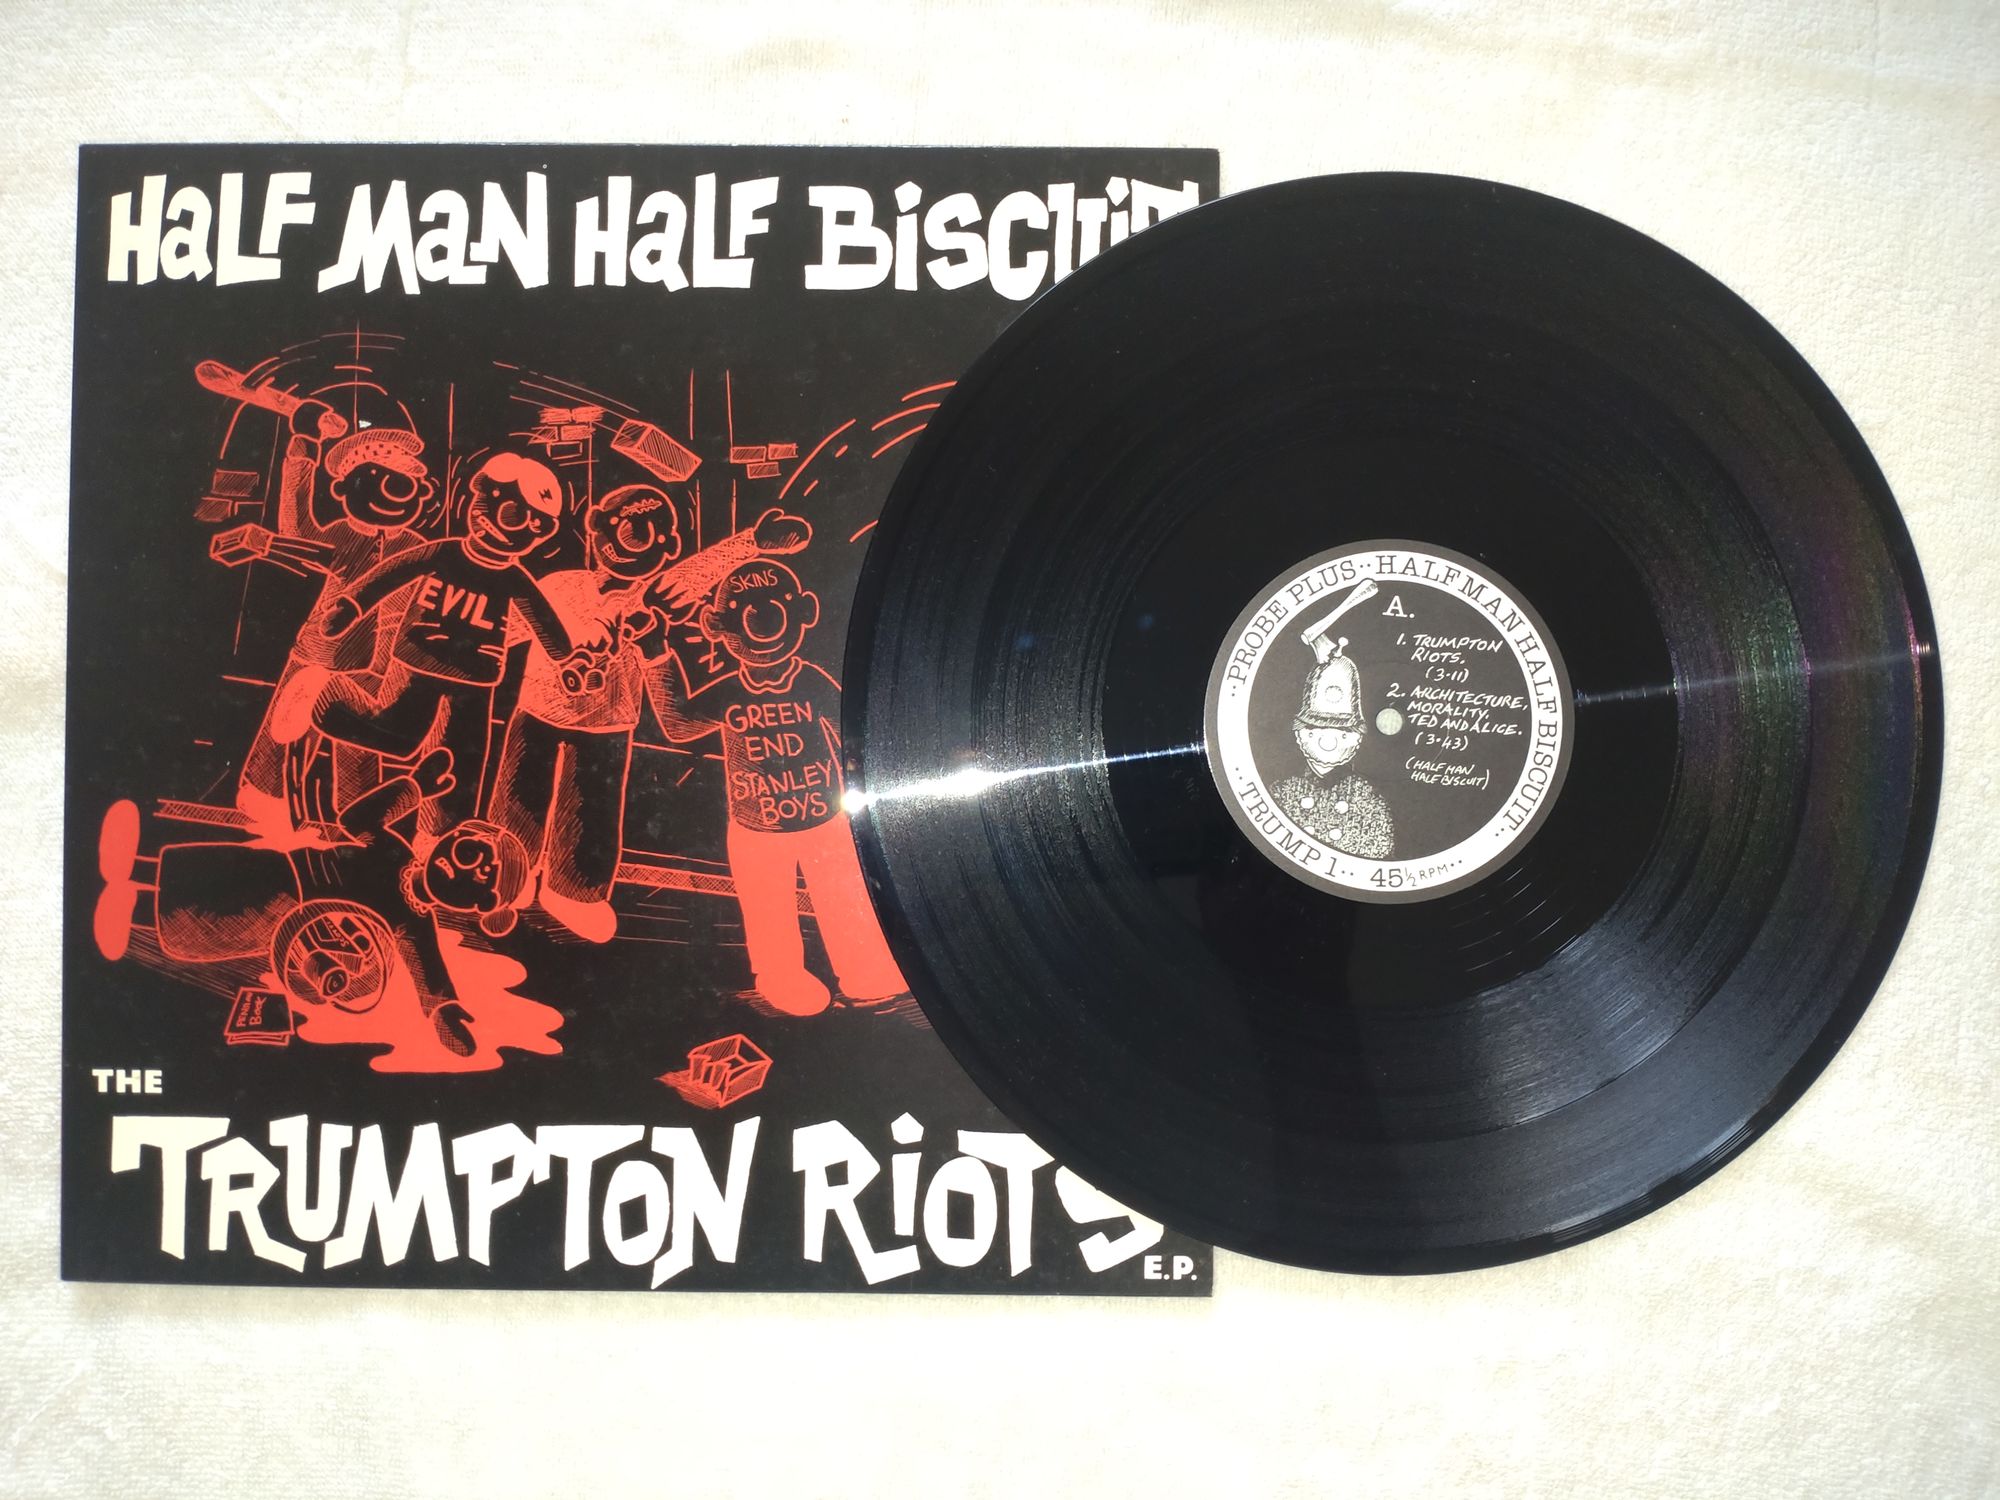 HALF MAN HALF BISCUIT
EVIL
SKINS
GREEN
END
STANLEY
BOYS
BOOK
THE
TRUMPTON RIOTS
E.P.
··PROBE PLUS··HALF MAN HALF BISCUIT··
A.
1. TRUMPTON
RIOTS.
(3·11)
2. ARCHITECTURE,
MORALITY,
TED AND ALICE.
(3·43)
(HALF MAN
HALF BISCUIT)
··TRUMP 1·· 45½ RPM··